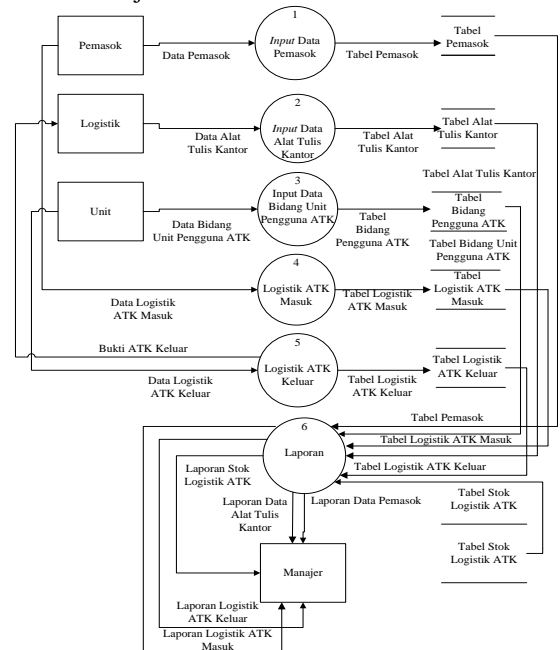 1
Pemasok
Data Pemasok
Input Data
Pemasok
Tabel Pemasok
Tabel
Pemasok
2
Logistik
Data Alat
Tulis Kantor
Input Data
Alat Tulis
Kantor
Tabel Alat
Tulis Kantor
Tabel Alat
Tulis Kantor
Tabel Alat Tulis Kantor
3
Unit
Data Bidang
Unit Pengguna ATK
Input Data
Bidang Unit
Pengguna ATK
Tabel
Bidang
Pengguna ATK
Tabel
Bidang
Pengguna ATK
Tabel Bidang Unit
Pengguna ATK
4
Data Logistik
ATK Masuk
Logistik ATK
Masuk
Tabel Logistik
ATK Masuk
Tabel
Logistik ATK
Masuk
Bukti ATK Keluar
5
Data Logistik
ATK Keluar
Logistik ATK
Keluar
Tabel Logistik
ATK Keluar
Tabel Logistik
ATK Keluar
Tabel Pemasok
6
Laporan
Tabel Logistik ATK Masuk
Tabel Logistik ATK Keluar
Laporan Stok
Logistik ATK
Laporan Data
Alat Tulis
Kantor
Laporan Data Pemasok
Tabel Stok
Logistik ATK
Tabel Stok
Logistik ATK
Manajer
Laporan Logistik
ATK Keluar
Laporan Logistik ATK
Masuk